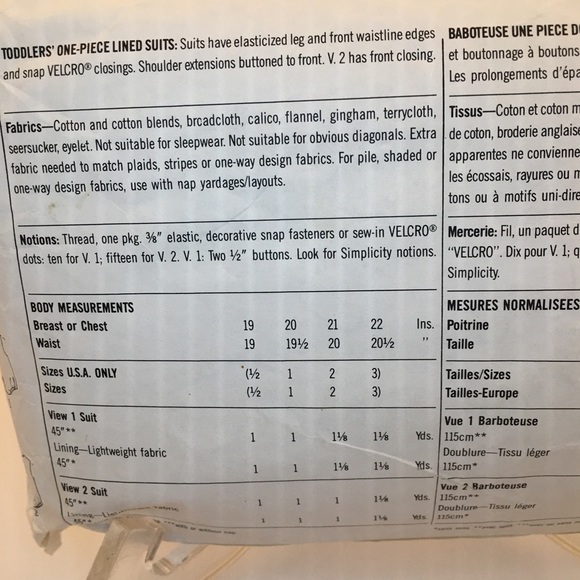 TODDLERS' ONE-PIECE LINED SUITS: Suits have elasticized leg and front waistline edges
and snap VELCRO® closings. Shoulder extensions buttoned to front. V. 2 has front closing.
Fabrics—Cotton and cotton blends, broadcloth, calico, flannel, gingham, terrycloth,
seersucker, eyelet. Not suitable for sleepwear. Not suitable for obvious diagonals. Extra
fabric needed to match plaids, stripes or one-way design fabrics. For pile, shaded or
one-way design fabrics, use with nap yardages/layouts.
Notions: Thread, one pkg. ⅜" elastic, decorative snap fasteners or sew-in VELCRO®
dots: ten for V. 1; fifteen for V. 2. V. 1: Two ½" buttons. Look for Simplicity notions.
BODY MEASUREMENTS
Breast or Chest 19 20 21 22 Ins.
Waist 19 19½ 20 20½ "
Sizes U.S.A. ONLY (½ 1 2 3)
Sizes (½ 1 2 3)
View 1 Suit
45"** 1 1 1⅛ 1⅛ Yds.
Lining—Lightweight fabric
45"* 1 1 1⅛ 1⅛ Yds.
View 2 Suit
45"** 1 1 1 1⅛ Yds.
1 1 1 1⅛ Yds.
BABOTEUSE UNE PIECE
et boutonnage à boutons
Les prolongements
Tissus—Coton et coton
de coton, broderie
apparentes ne
les écossais, rayures ou
tons ou à motifs
Mercerie: Fil, un paquet
"VELCRO". Dix pour V. 1;
Simplicity.
MESURES NORMALISEES
Poitrine
Taille
Tailles/Sizes
Tailles-Europe
Vue 1 Barboteuse
115cm**
Doublure—Tissu léger
115cm*
Vue 2 Barboteuse
115cm**
Doublure—Tissu léger
115cm*